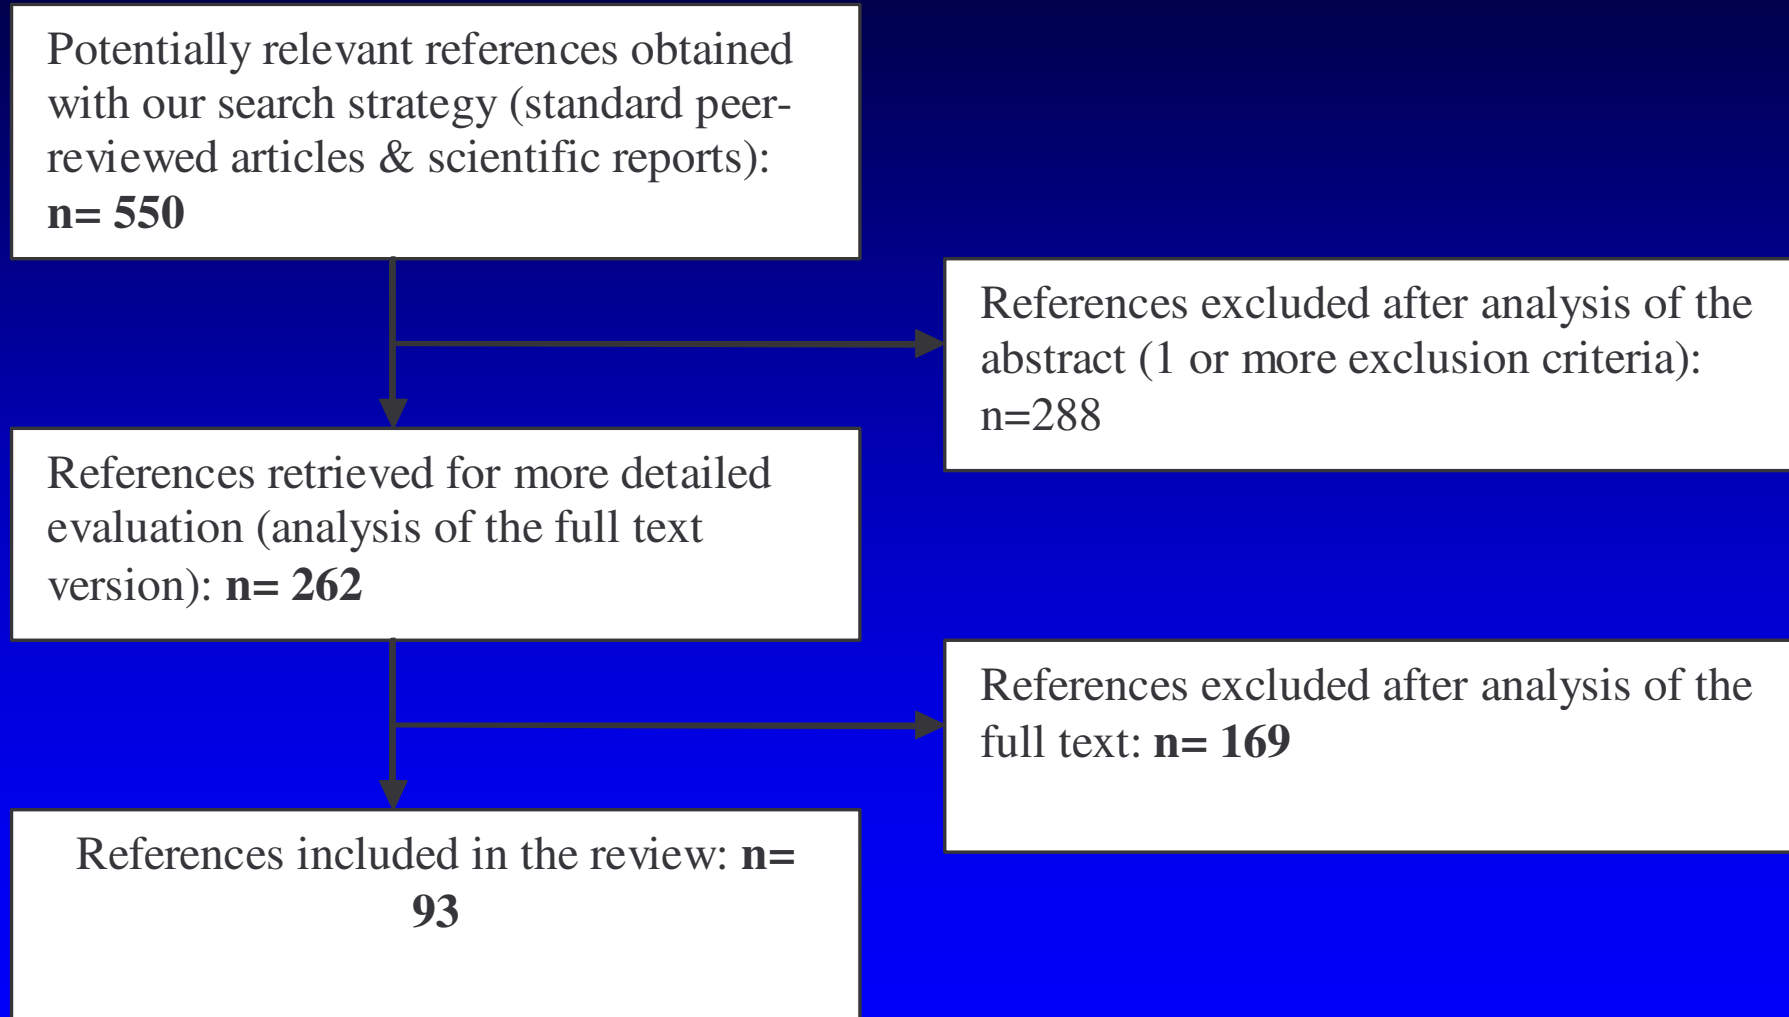 Potentially relevant references obtained
with our search strategy (standard peer-
reviewed articles & scientific reports):
n= 550
References excluded after analysis of the
abstract (1 or more exclusion criteria):
n=288
References retrieved for more detailed
evaluation (analysis of the full text
version): n= 262
References excluded after analysis of the
full text: n= 169
References included in the review: n=
93